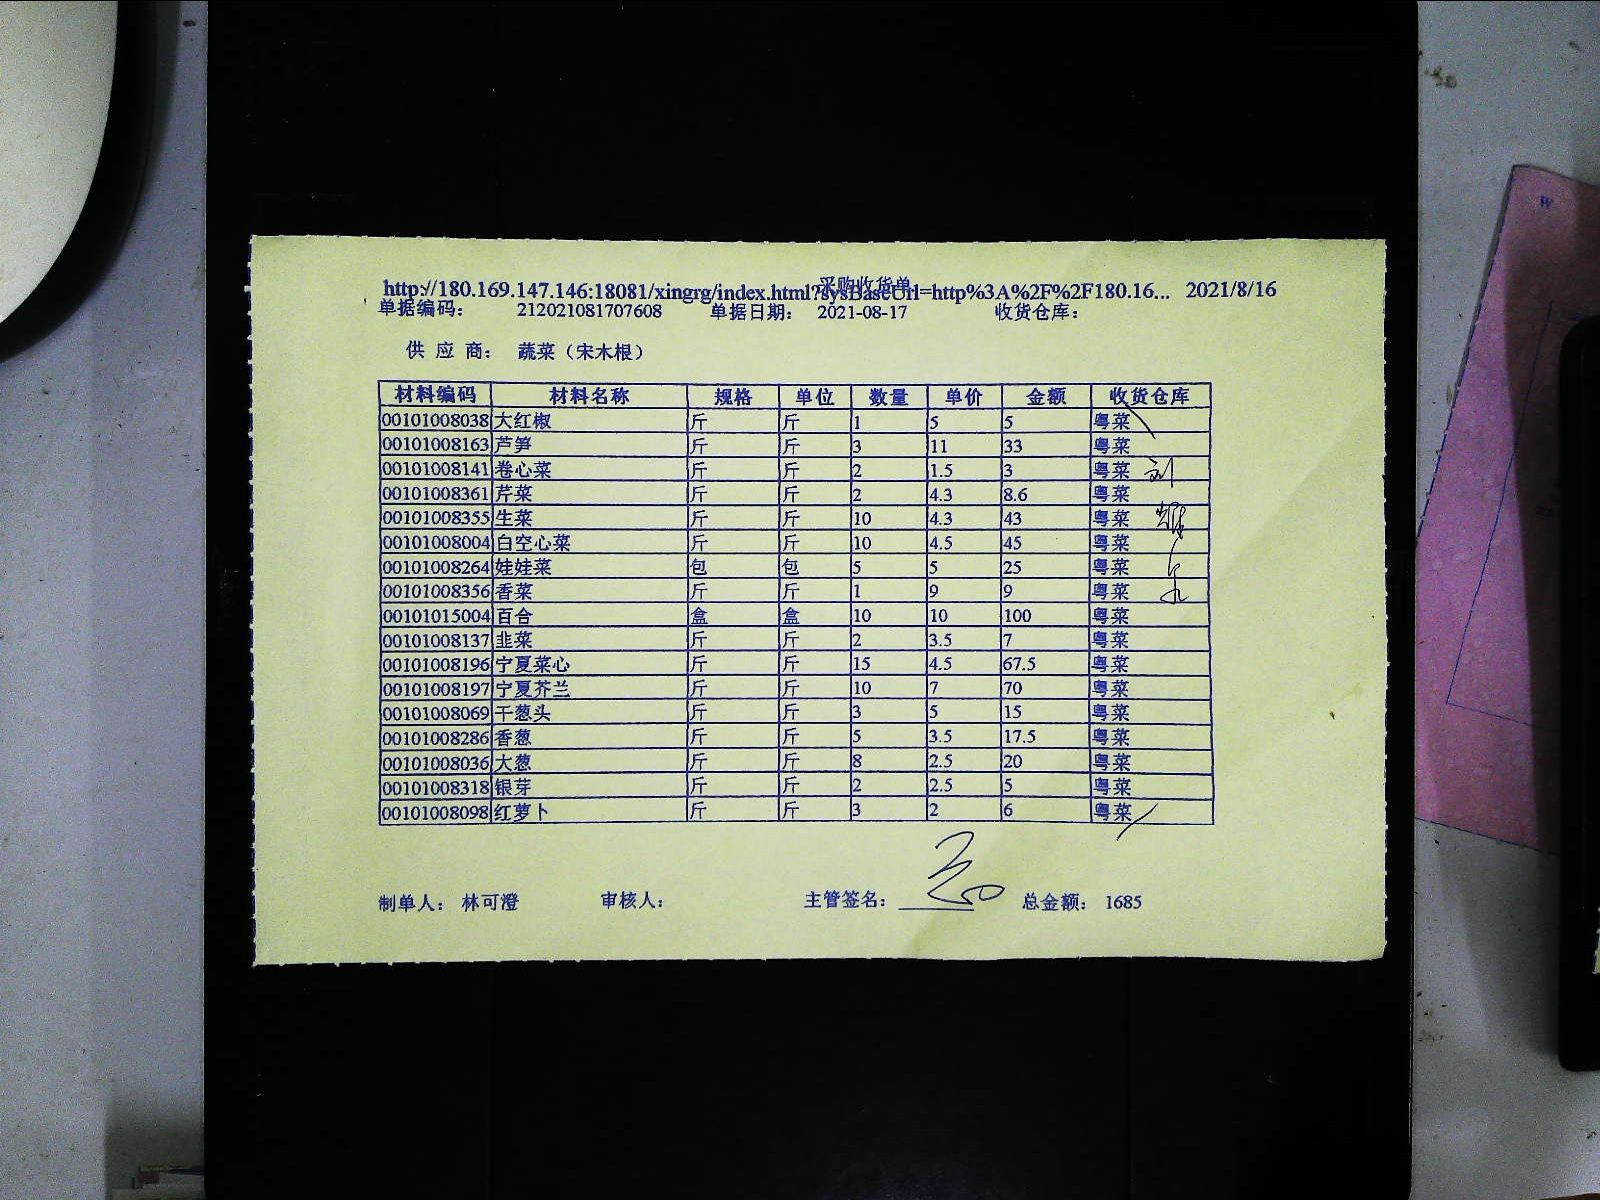 采购收货单
http://180.169.147.146:18081/xingrg/index.html?sysBaseUrl=http%3A%2F%2F180.16... 2021/8/16
单据编码： 212021081707608 单据日期： 2021-08-17 收货仓库：
供 应 商： 蔬菜（宋木根）
材料编码 材料名称 规格 单位 数量 单价 金额 收货仓库
00101008038 大红椒 斤 斤 1 5 5 粤菜
00101008163 芦笋 斤 斤 3 11 33 粤菜
00101008141 卷心菜 斤 斤 2 1.5 3 粤菜
00101008361 芹菜 斤 斤 2 4.3 8.6 粤菜
00101008355 生菜 斤 斤 10 4.3 43 粤菜
00101008004 白空心菜 斤 斤 10 4.5 45 粤菜
00101008264 娃娃菜 包 包 5 5 25 粤菜
00101008356 香菜 斤 斤 1 9 9 粤菜
00101015004 百合 盒 盒 10 10 100 粤菜
00101008137 韭菜 斤 斤 2 3.5 7 粤菜
00101008196 宁夏菜心 斤 斤 15 4.5 67.5 粤菜
00101008197 宁夏芥兰 斤 斤 10 7 70 粤菜
00101008069 干葱头 斤 斤 3 5 15 粤菜
00101008286 香葱 斤 斤 5 3.5 17.5 粤菜
00101008036 大葱 斤 斤 8 2.5 20 粤菜
00101008318 银芽 斤 斤 2 2.5 5 粤菜
00101008098 红萝卜 斤 斤 3 2 6 粤菜
制单人： 林可澄 审核人： 主管签名： 总金额： 1685